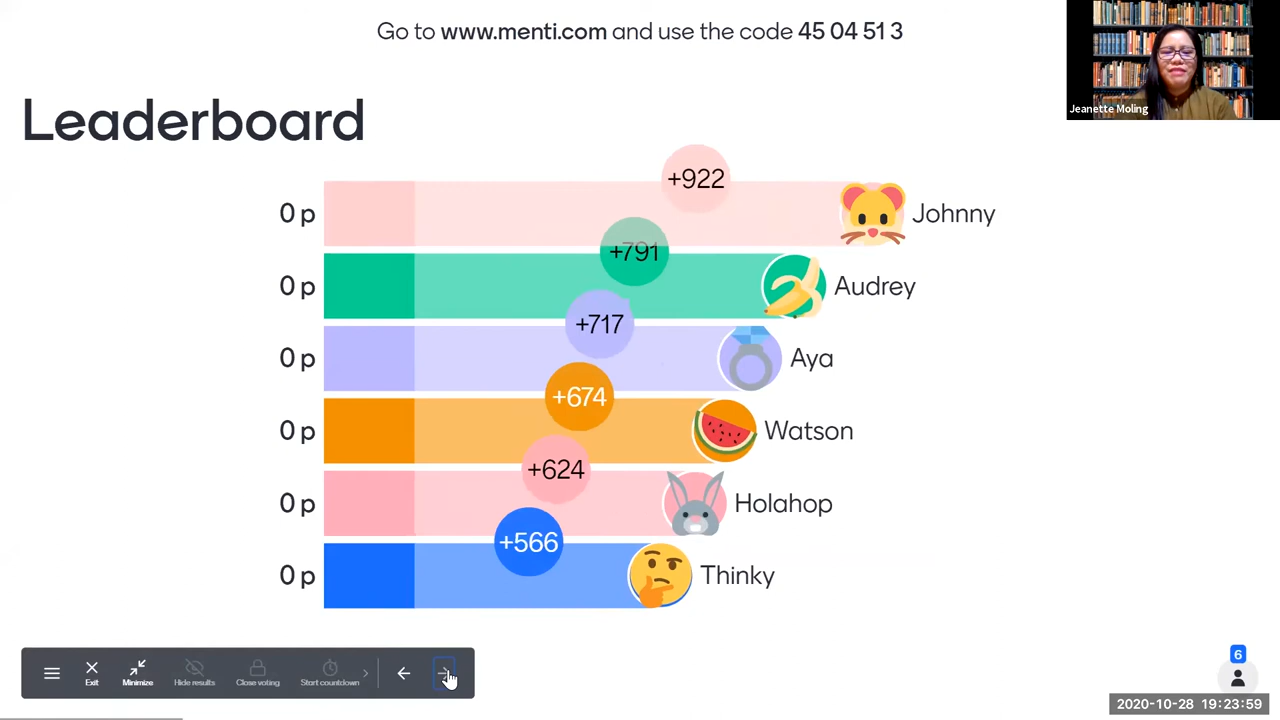 Go to www.menti.com and use the code 45 04 51 3
Jeanette Moling
Leaderboard
+922
0 p Johnny
+791
0 p Audrey
+717
0 p Aya
+674
0 p Watson
+624
0 p Holahop
+566
0 p Thinky
Exit Minimize Hide results Close voting Start countdown
6
2020-10-28 19:23:59